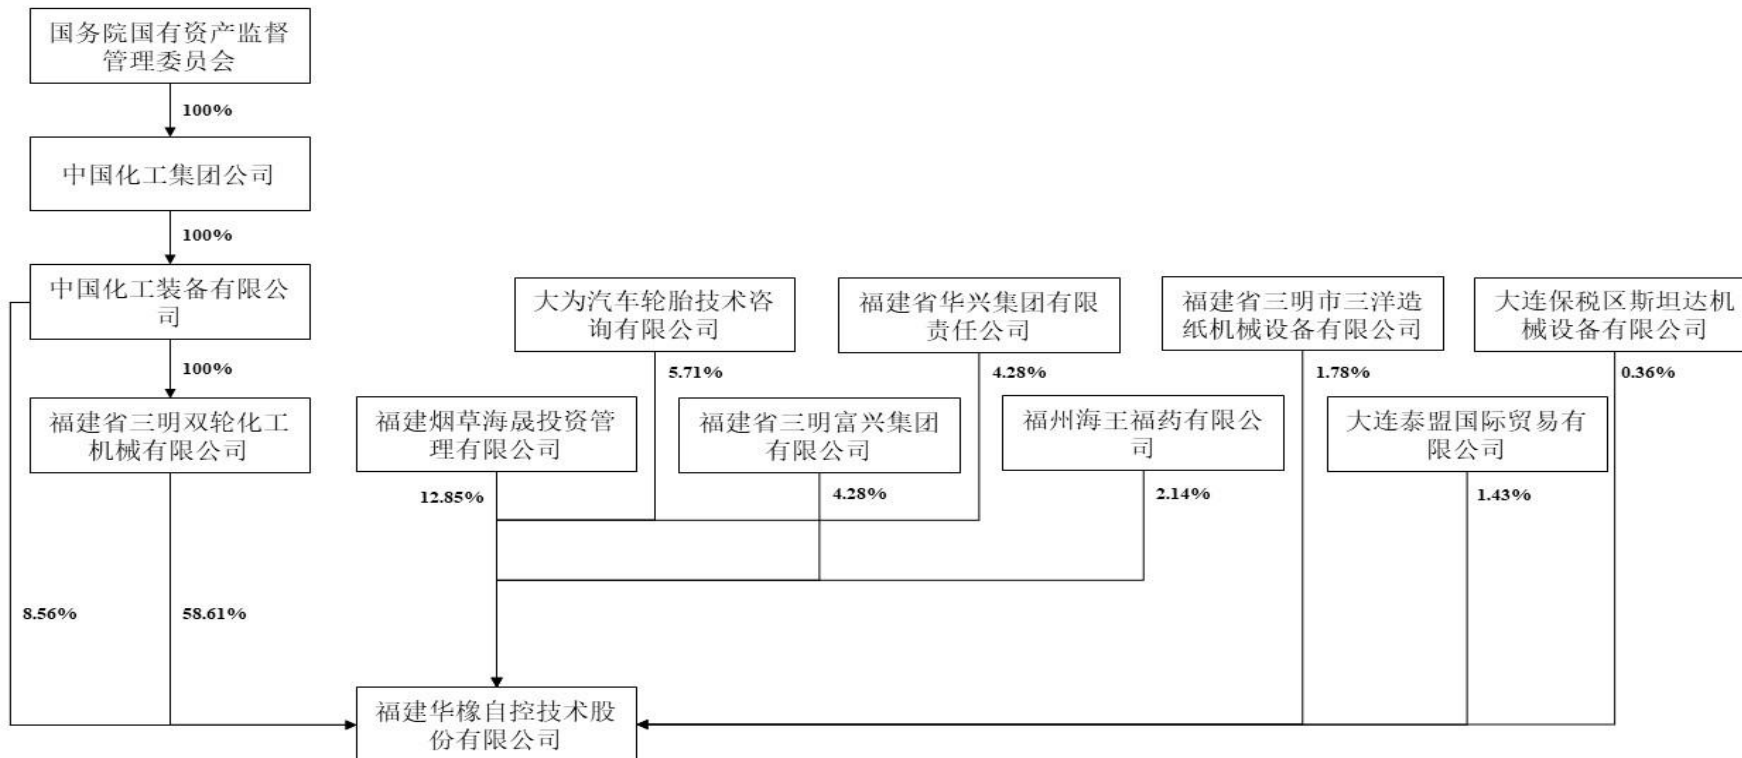 国务院国有资产监督
管理委员会
100%
中国化工集团公司
100%
中国化工装备有限公
司
100%
福建省三明双轮化工
机械有限公司
8.56%
58.61%
大为汽车轮胎技术咨
询有限公司
5.71%
福建省华兴集团有限
责任公司
4.28%
福建省三明市三洋造
纸机械设备有限公司
1.78%
大连保税区斯坦达机
械设备有限公司
0.36%
福建烟草海晟投资管
理有限公司
12.85%
福建省三明富兴集团
有限公司
4.28%
福州海王福药有限公
司
2.14%
大连泰盟国际贸易有
限公司
1.43%
福建华橡自控技术股
份有限公司